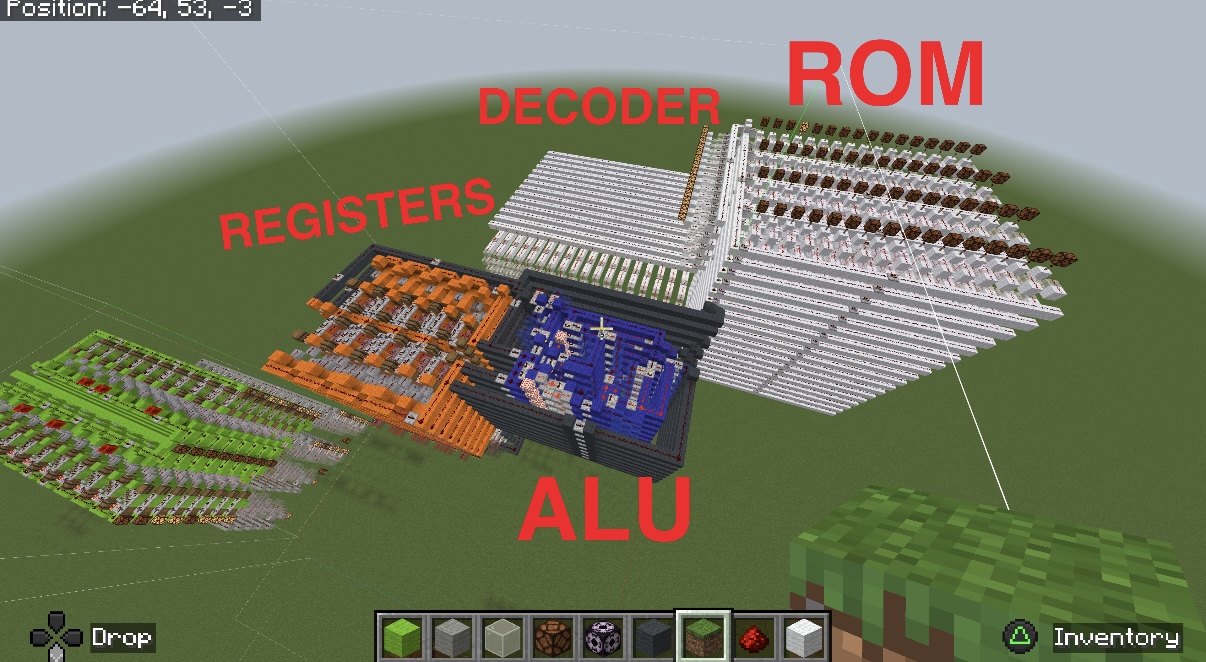 Position: -64, 53, -3
ROM
DECODER
REGISTERS
ALU
Drop
Inventory